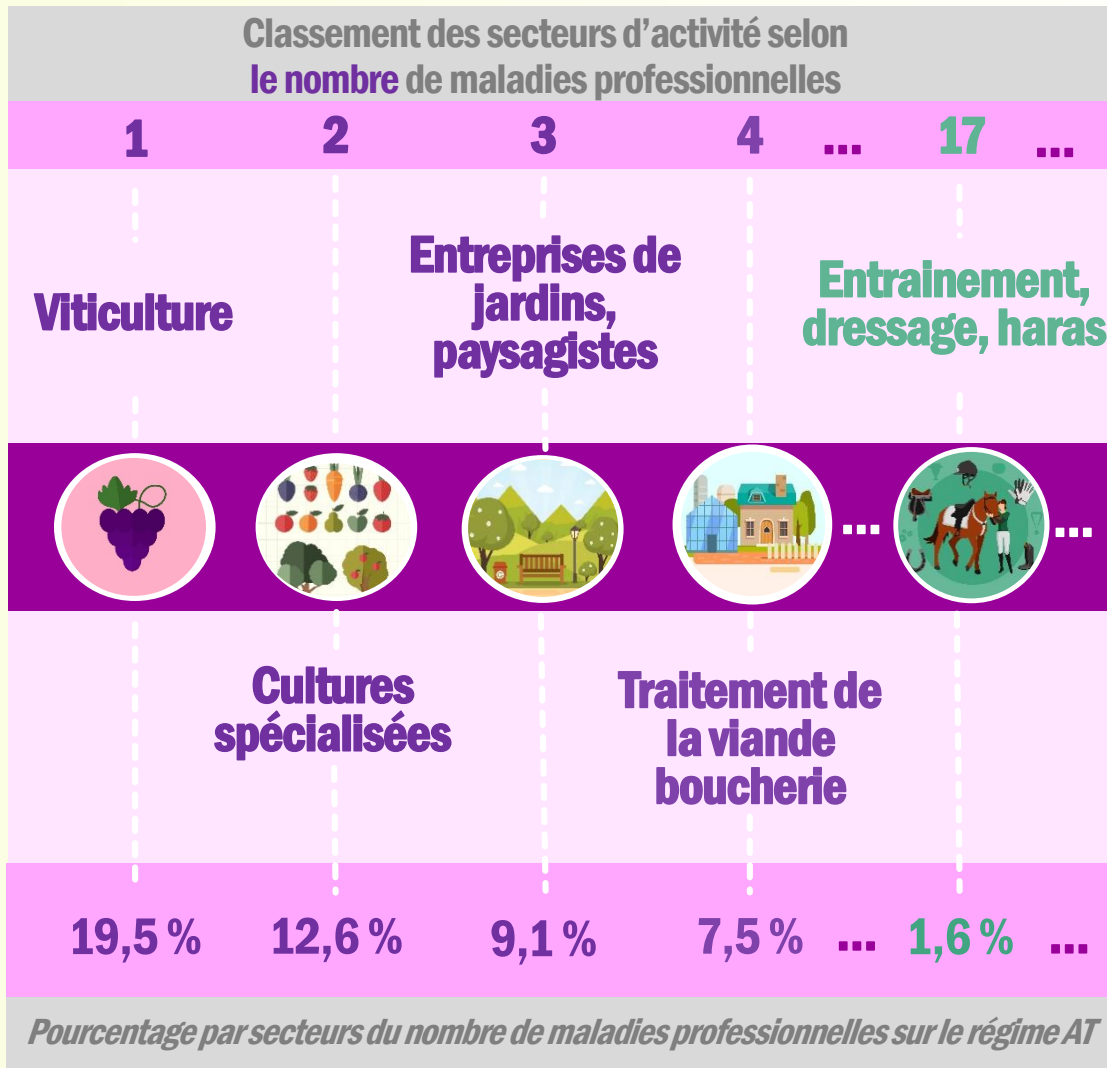 Classement des secteurs d’activité selon
le nombre de maladies professionnelles
1 2 3 4 ... 17 ...
Viticulture
Entreprises de
jardins,
paysagistes
Entrainement,
dressage, haras
... ...
Cultures
spécialisées
Traitement de
la viande
boucherie
19,5 % 12,6 % 9,1 % 7,5 % ... 1,6 % ...
Pourcentage par secteurs du nombre de maladies professionnelles sur le régime AT